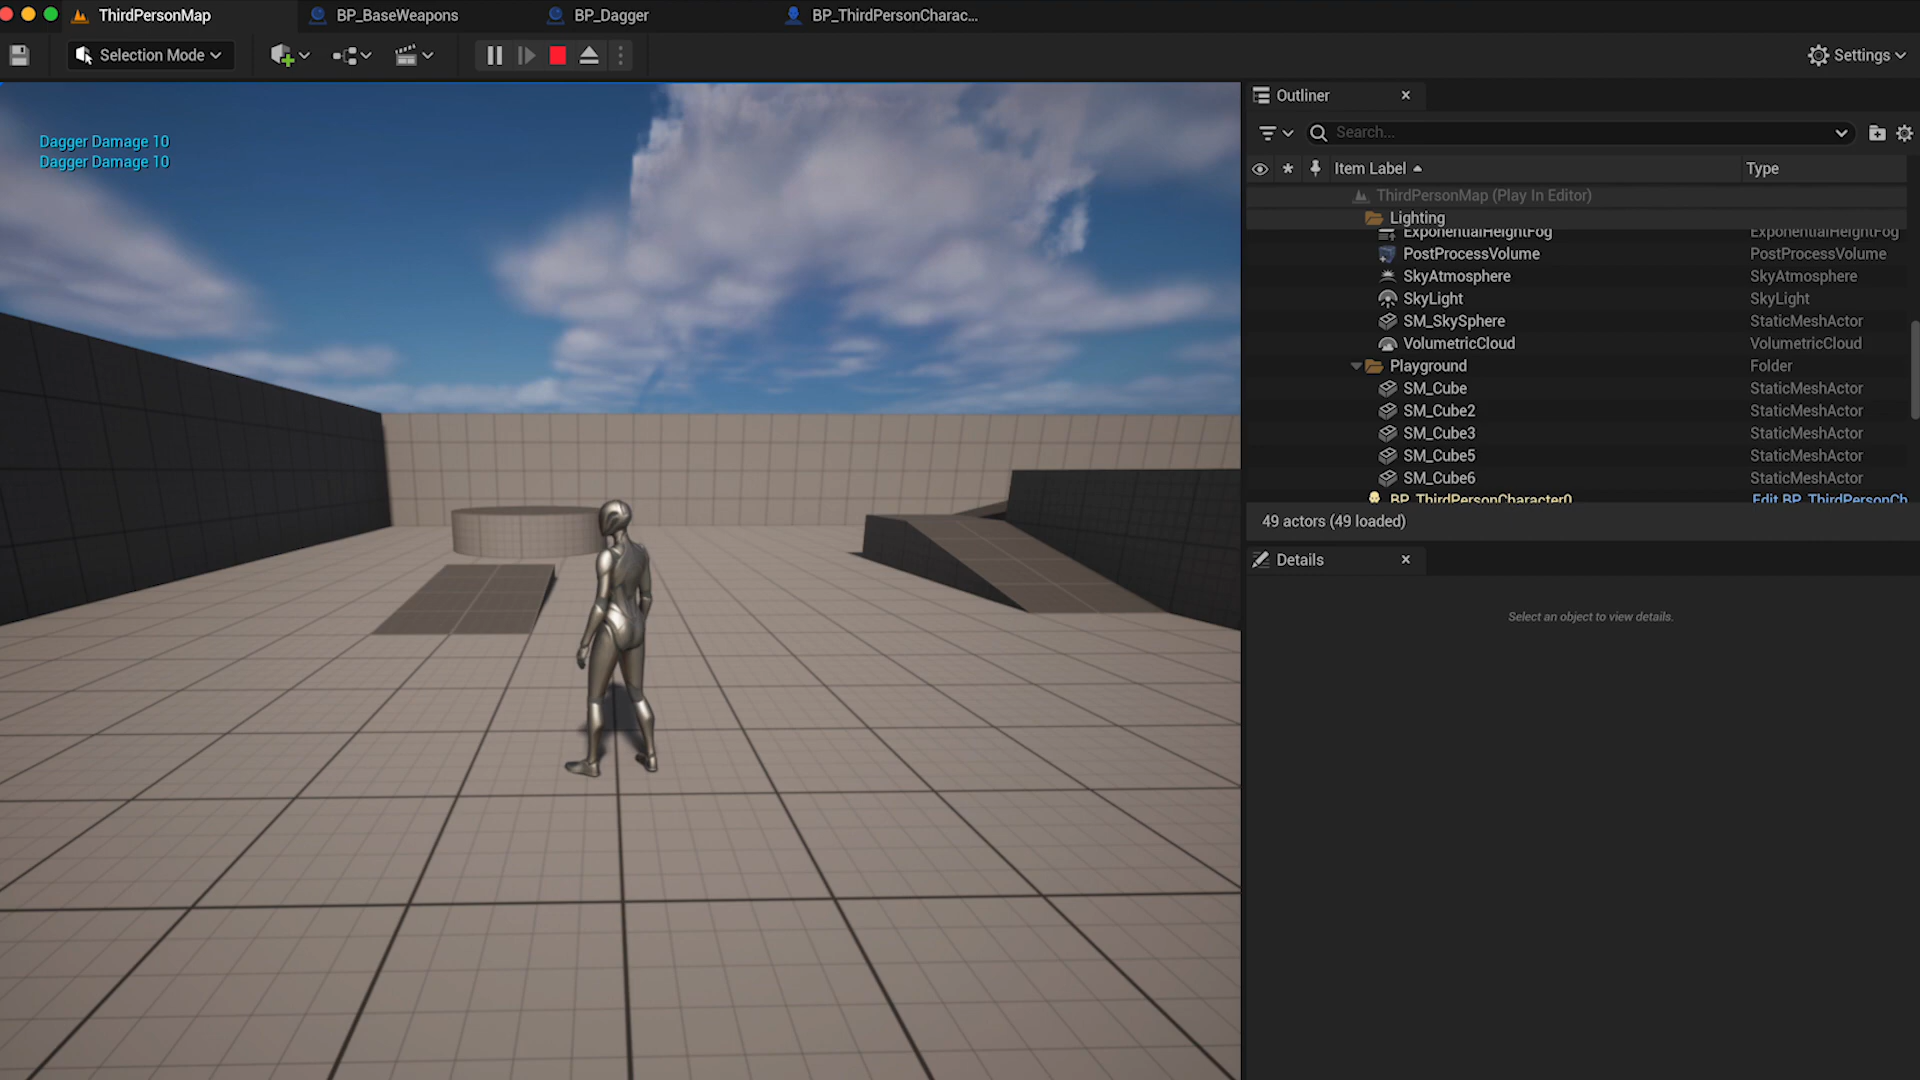 ThirdPersonMap
BP_BaseWeapons
BP_Dagger
BP_ThirdPersonCharac...
Selection Mode
Settings
Dagger Damage 10
Dagger Damage 10
Outliner
Search...
Item Label
Type
ThirdPersonMap (Play In Editor)
Lighting
ExponentialHeightFog ExponentialHeightFog
PostProcessVolume PostProcessVolume
SkyAtmosphere SkyAtmosphere
SkyLight SkyLight
SM_SkySphere StaticMeshActor
VolumetricCloud VolumetricCloud
Playground Folder
SM_Cube StaticMeshActor
SM_Cube2 StaticMeshActor
SM_Cube3 StaticMeshActor
SM_Cube5 StaticMeshActor
SM_Cube6 StaticMeshActor
BP_ThirdPersonCharacter0 Edit BP_ThirdPersonCh
49 actors (49 loaded)
Details
Select an object to view details.